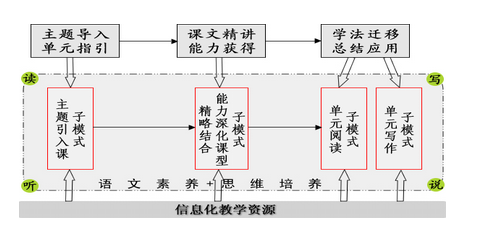 主题导入
单元指引
课文精讲
能力获得
学法迁移
总结应用
读
写
主题引入课
子模式
精略结合
能力深化课型
子模式
单元阅读
子模式
单元写作
子模式
听
语文素养+思维培养
说
信息化教学资源